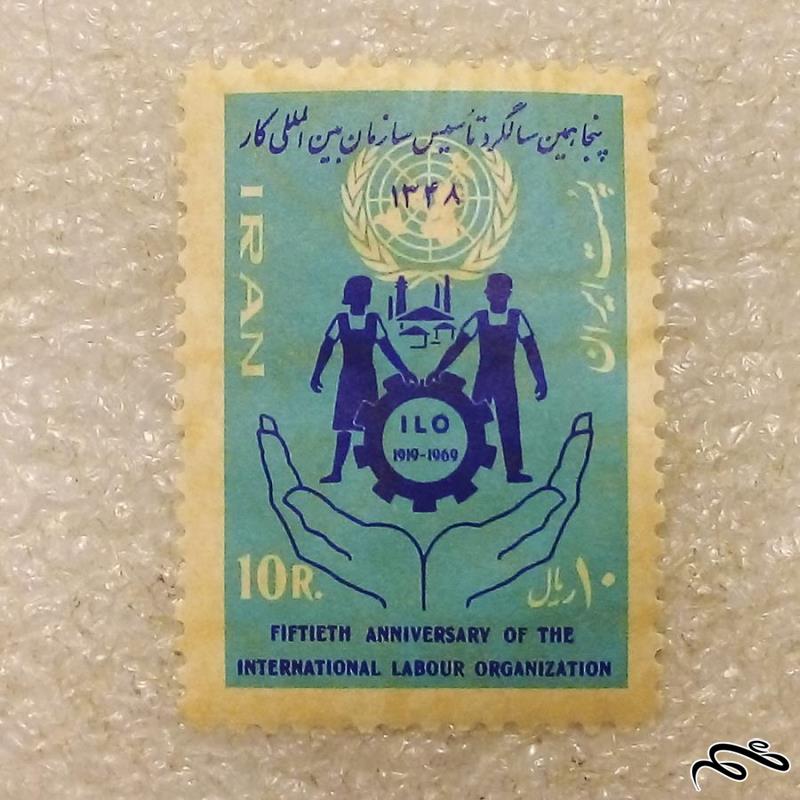 پنجاهمین سالگرد تأسیس سازمان بین المللی کار
۱۳۴۸
IRAN
پست ایران
ILO
1919-1969
10R.
۱۰ ریال
FIFTIETH ANNIVERSARY OF THE
INTERNATIONAL LABOUR ORGANIZATION